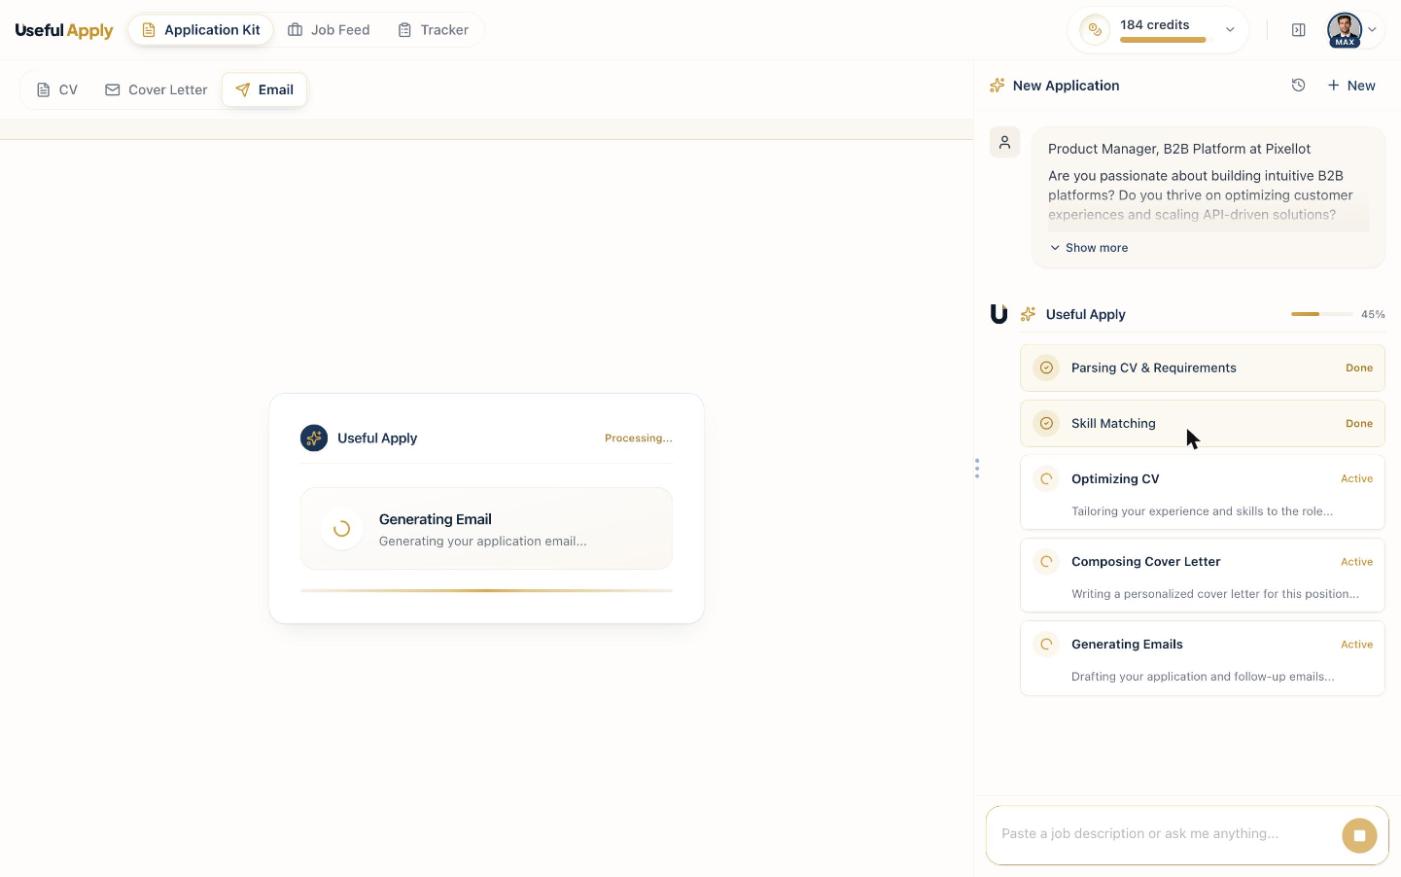 Useful Apply
Application Kit
Job Feed
Tracker
184 credits
MAX
CV
Cover Letter
Email
New Application
New
Product Manager, B2B Platform at Pixellot
Are you passionate about building intuitive B2B
platforms? Do you thrive on optimizing customer
experiences and scaling API-driven solutions?
Show more
Useful Apply
45%
Parsing CV & Requirements
Done
Skill Matching
Done
Optimizing CV
Active
Tailoring your experience and skills to the role...
Composing Cover Letter
Active
Writing a personalized cover letter for this position...
Generating Emails
Active
Drafting your application and follow-up emails...
Useful Apply
Processing...
Generating Email
Generating your application email...
Paste a job description or ask me anything...